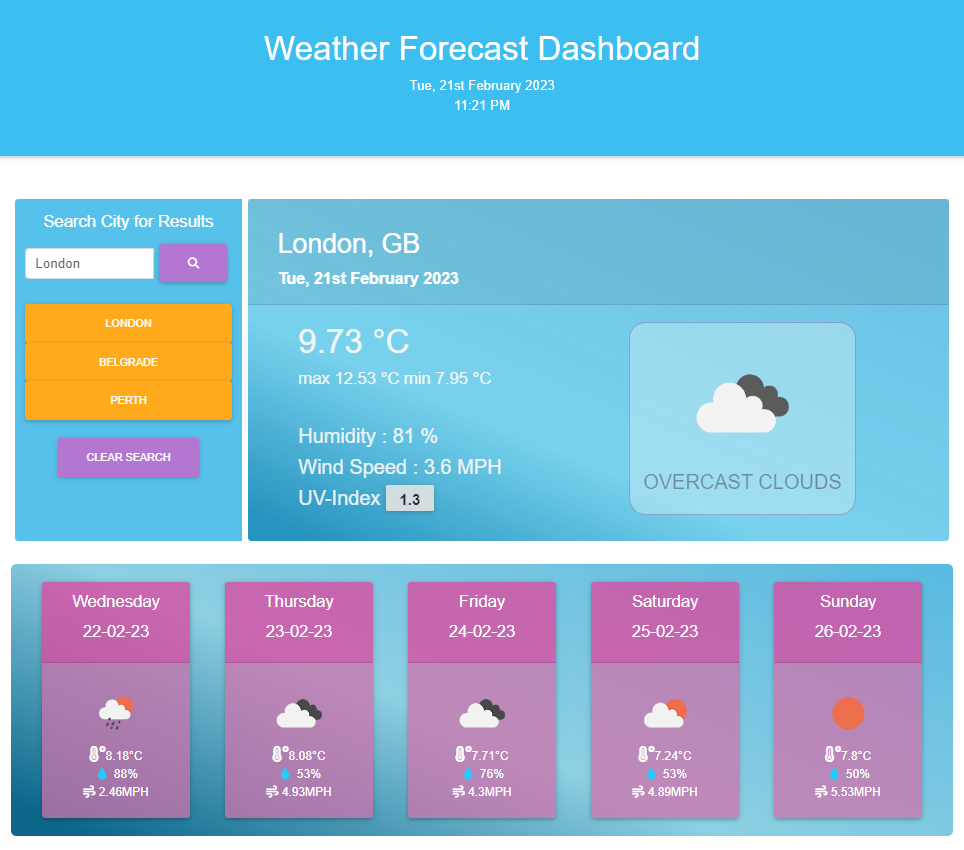 Weather Forecast Dashboard
Tue, 21st February 2023
11:21 PM
Search City for Results
London
LONDON
BELGRADE
PERTH
CLEAR SEARCH
London, GB
Tue, 21st February 2023
9.73 °C
max 12.53 °C min 7.95 °C
Humidity : 81 %
Wind Speed : 3.6 MPH
UV-Index 1.3
OVERCAST CLOUDS
Wednesday
22-02-23
8.18°C
88%
2.46MPH
Thursday
23-02-23
8.08°C
53%
4.93MPH
Friday
24-02-23
7.71°C
76%
4.3MPH
Saturday
25-02-23
7.24°C
53%
4.89MPH
Sunday
26-02-23
7.8°C
50%
5.53MPH